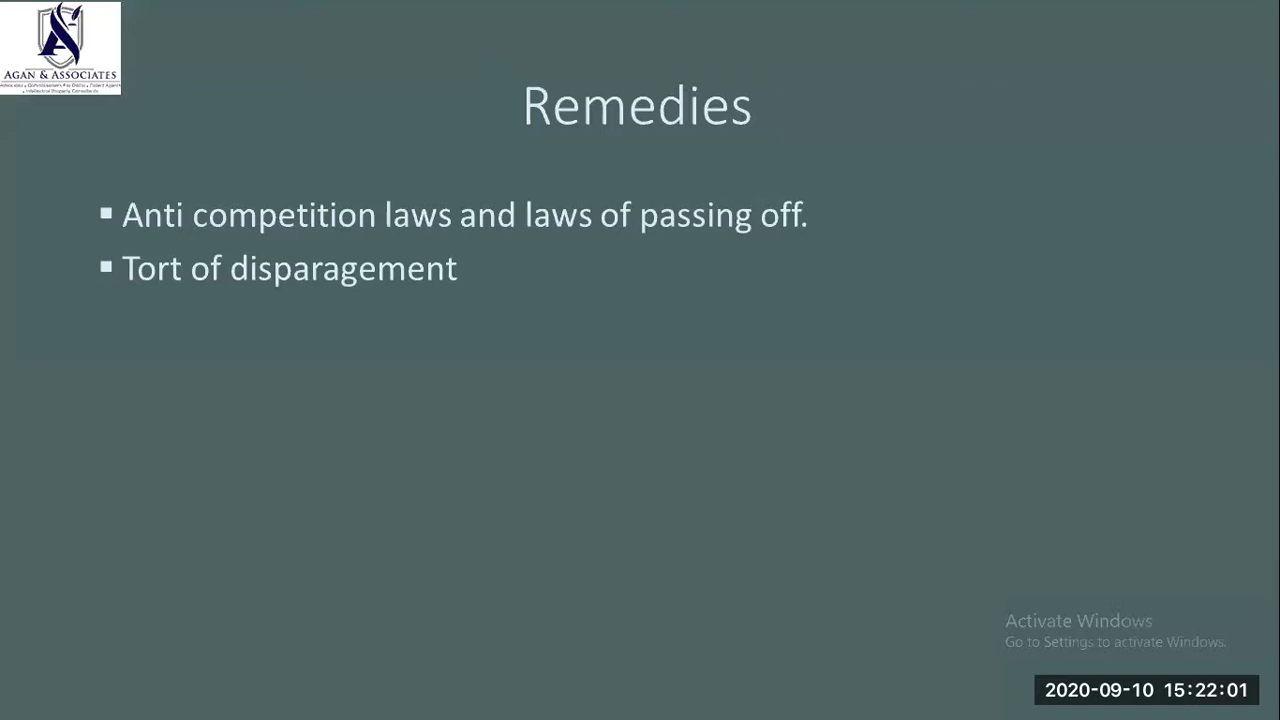 AGAN & ASSOCIATES
Remedies
Anti competition laws and laws of passing off.
Tort of disparagement
Activate Windows
Go to Settings to activate Windows.
2020-09-10 15:22:01